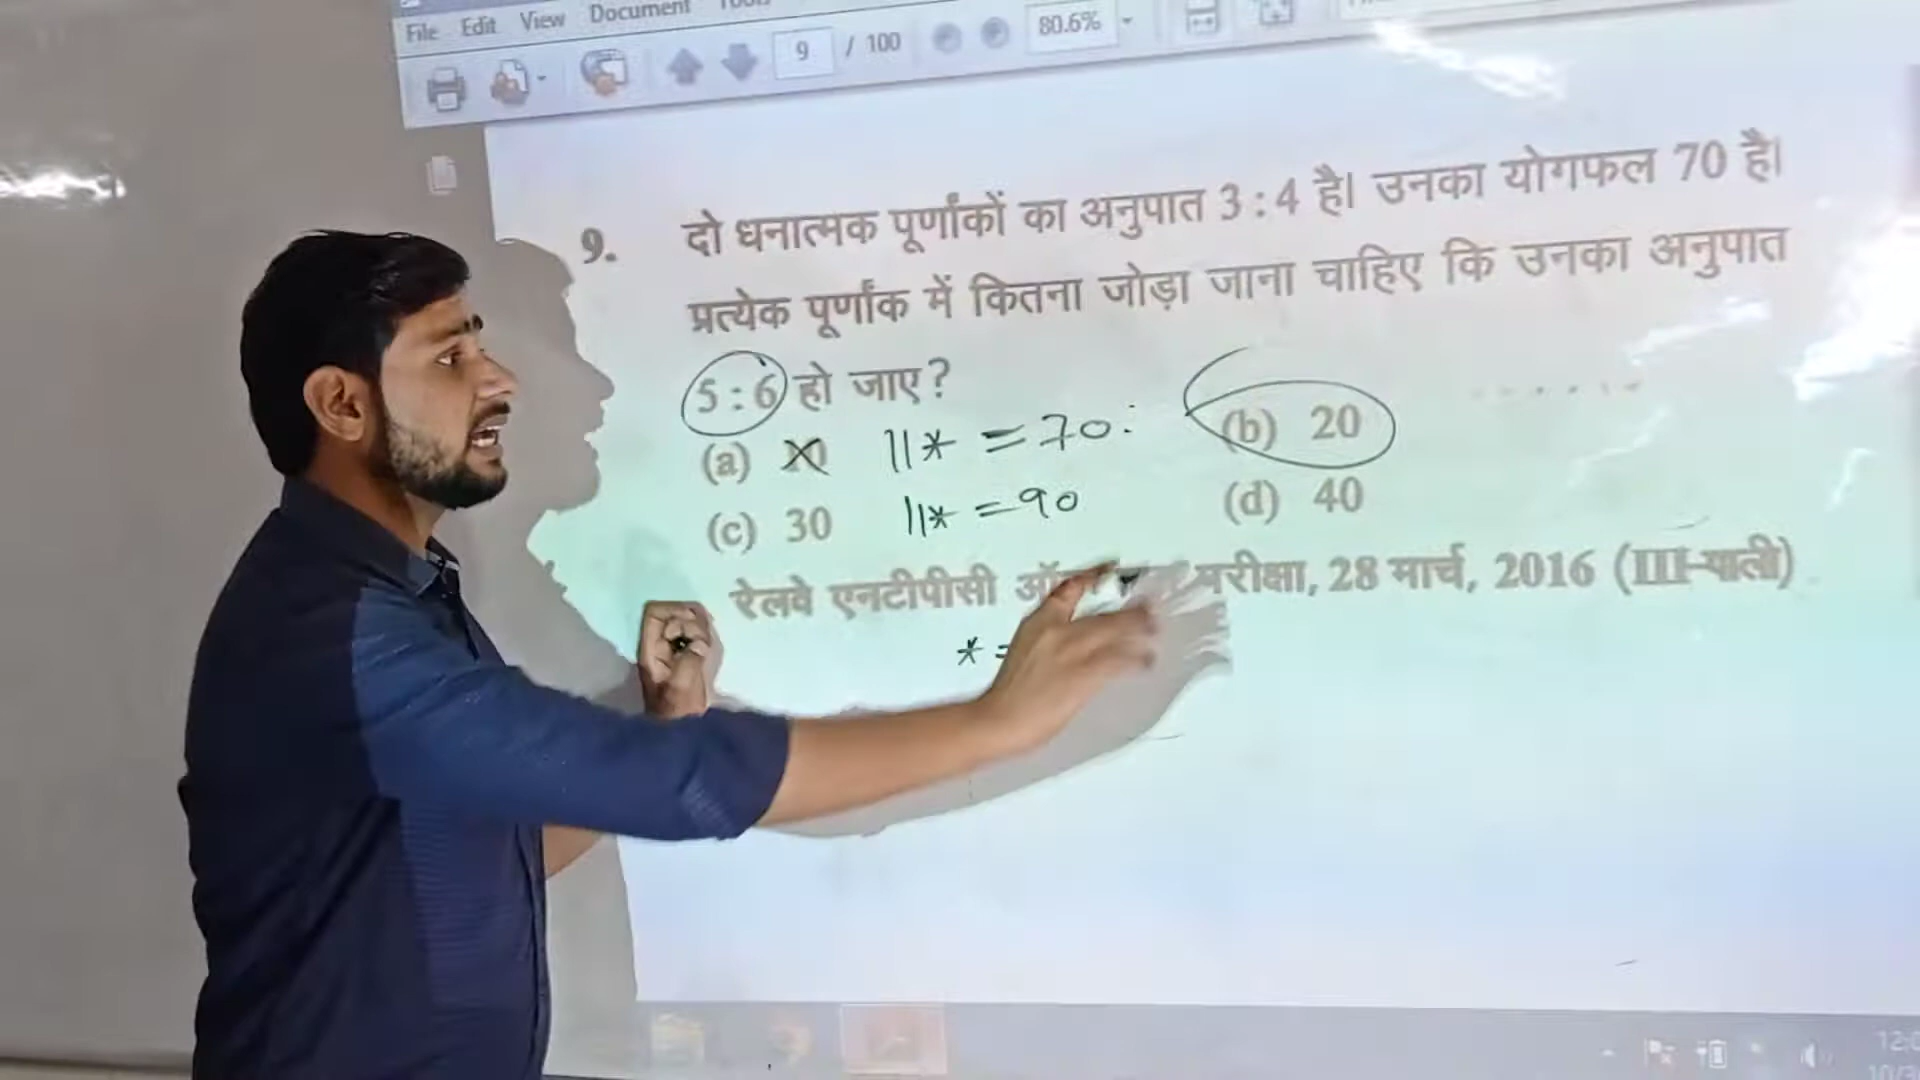 File Edit View Document
9 / 100 80.6%
9. दो धनात्मक पूर्णांकों का अनुपात 3 : 4 है। उनका योगफल 70 है।
प्रत्येक पूर्णांक में कितना जोड़ा जाना चाहिए कि उनका अनुपात
5 : 6 हो जाए?
(a) 11* = 70 (b) 20
(c) 30 11* = 90 (d) 40
रेलवे एनटीपीसी परीक्षा, 28 मार्च, 2016 (III-पाली)
* =